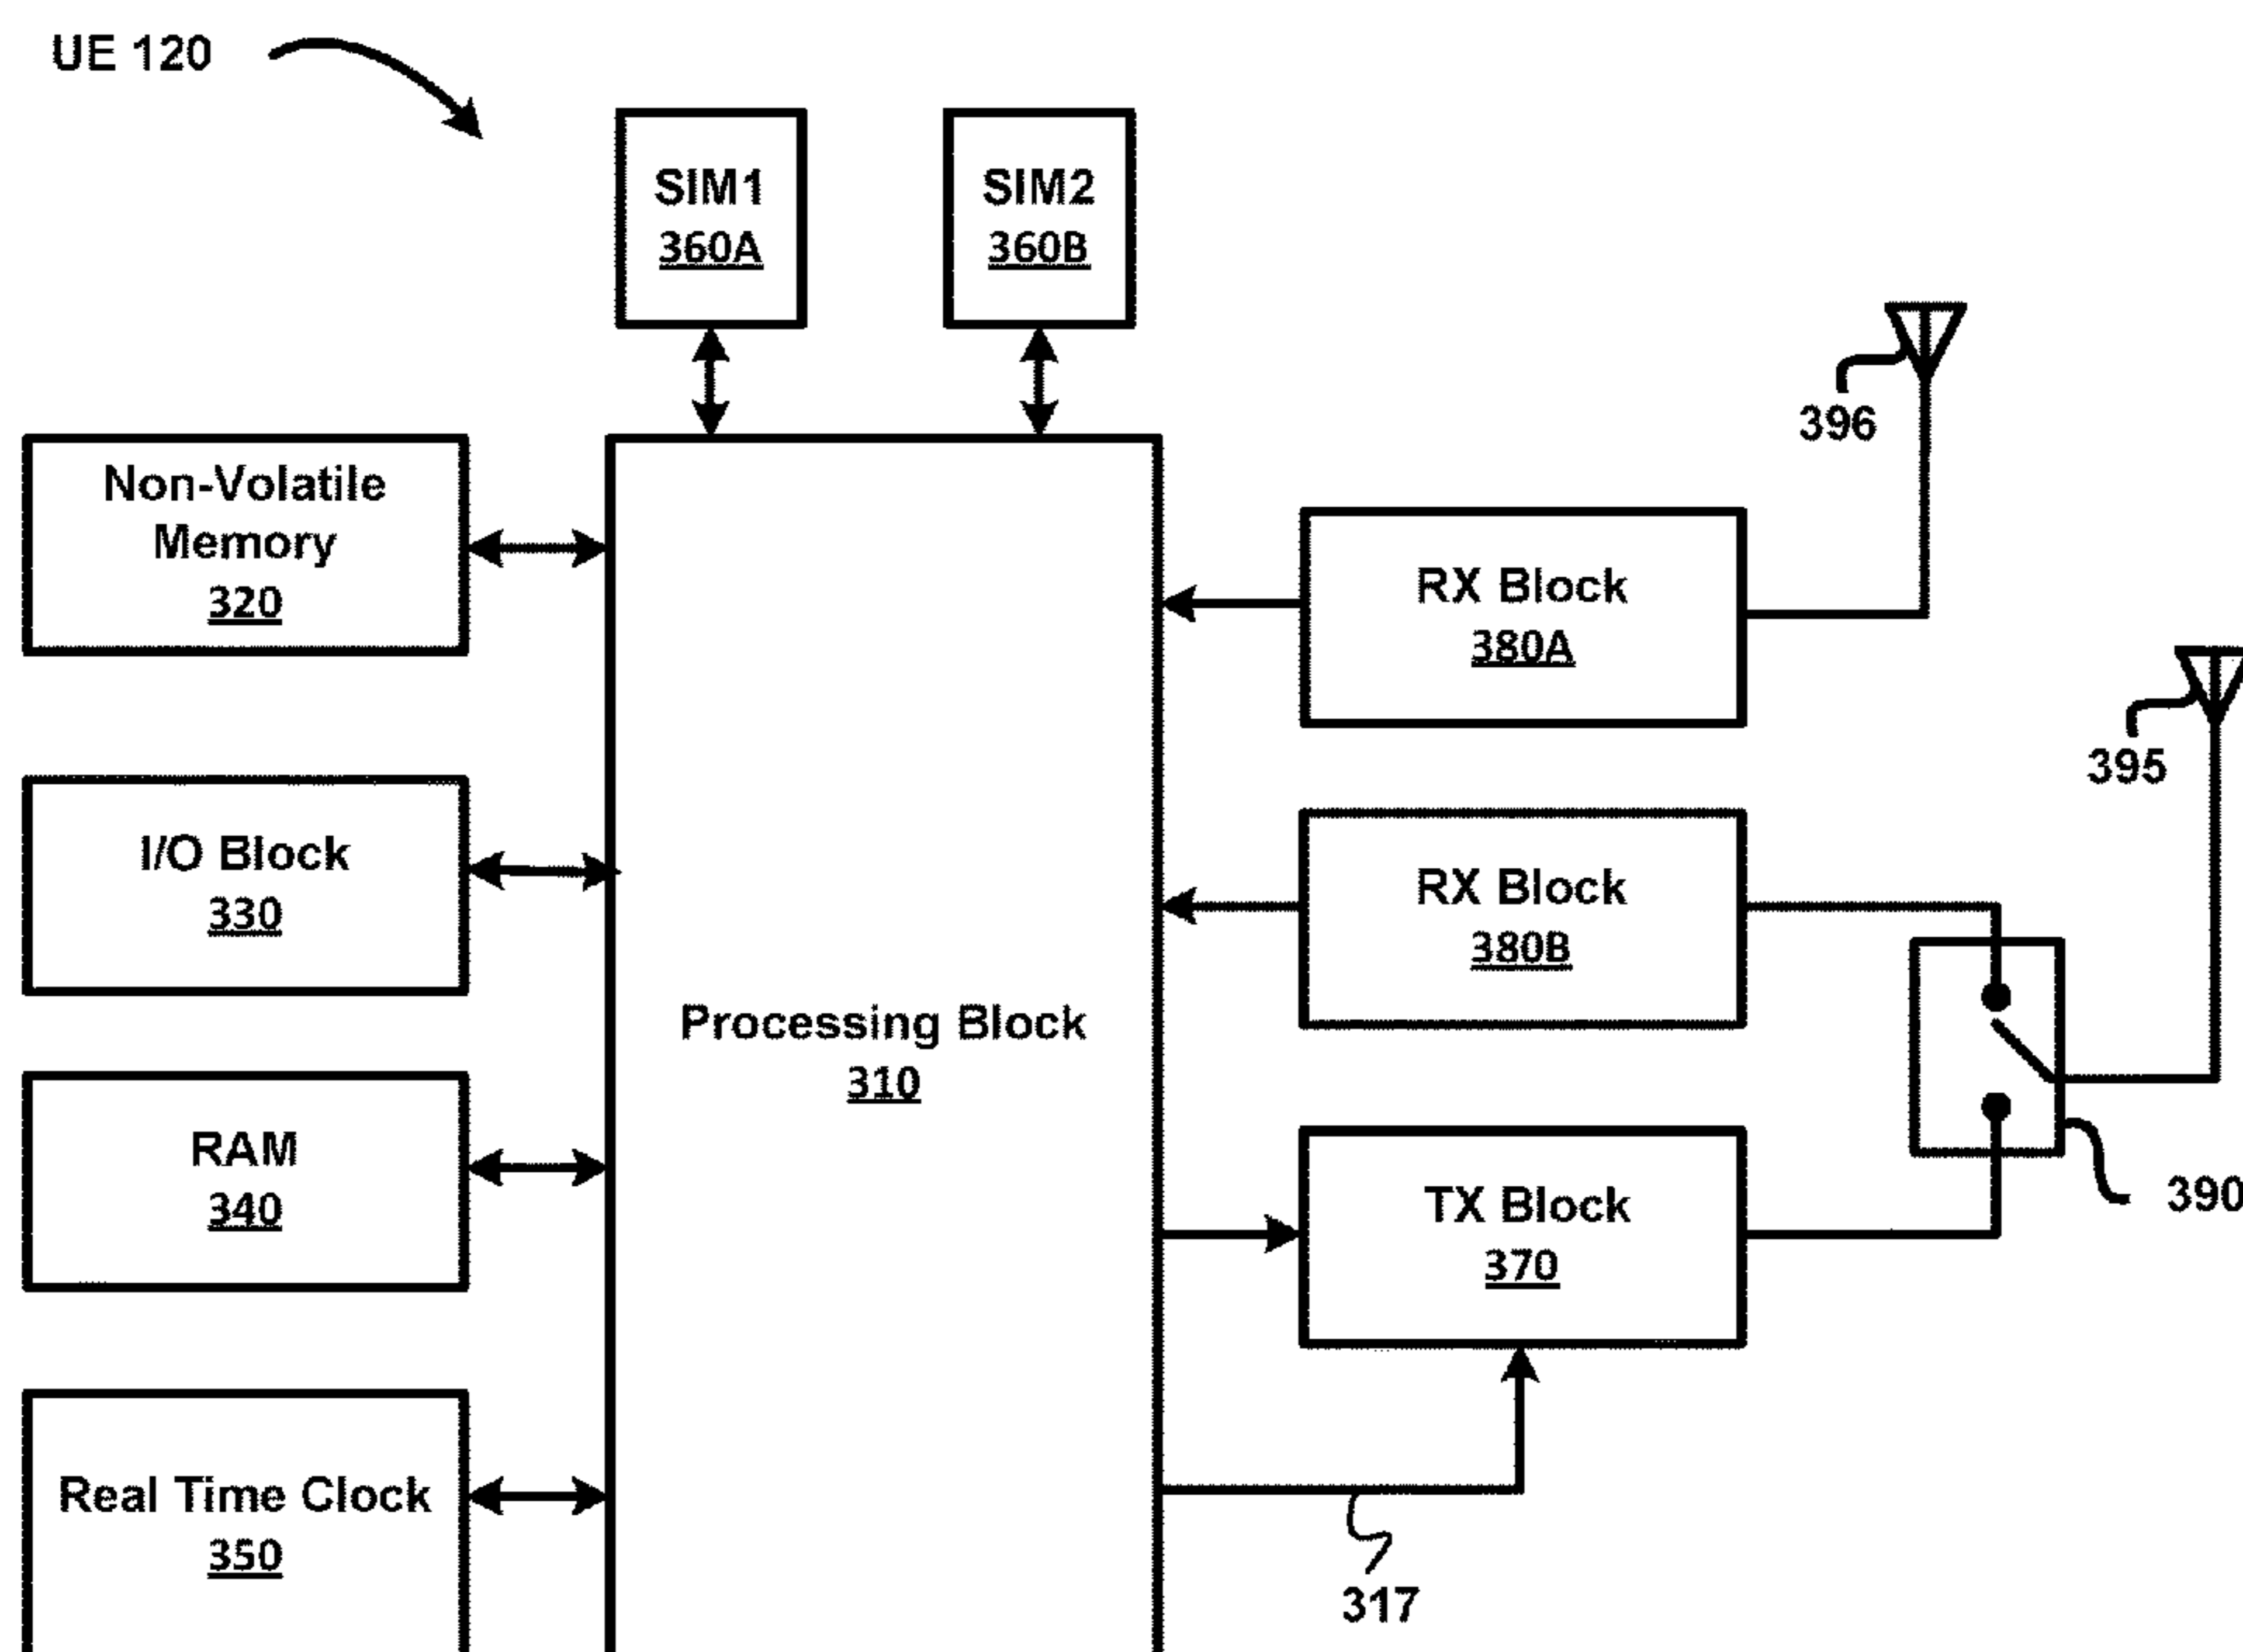 UE 120
SIM1
360A
SIM2
360B
396
Non-Volatile
Memory
320
RX Block
380A
395
I/O Block
330
RX Block
380B
Processing Block
310
RAM
340
TX Block
370
390
Real Time Clock
350
317